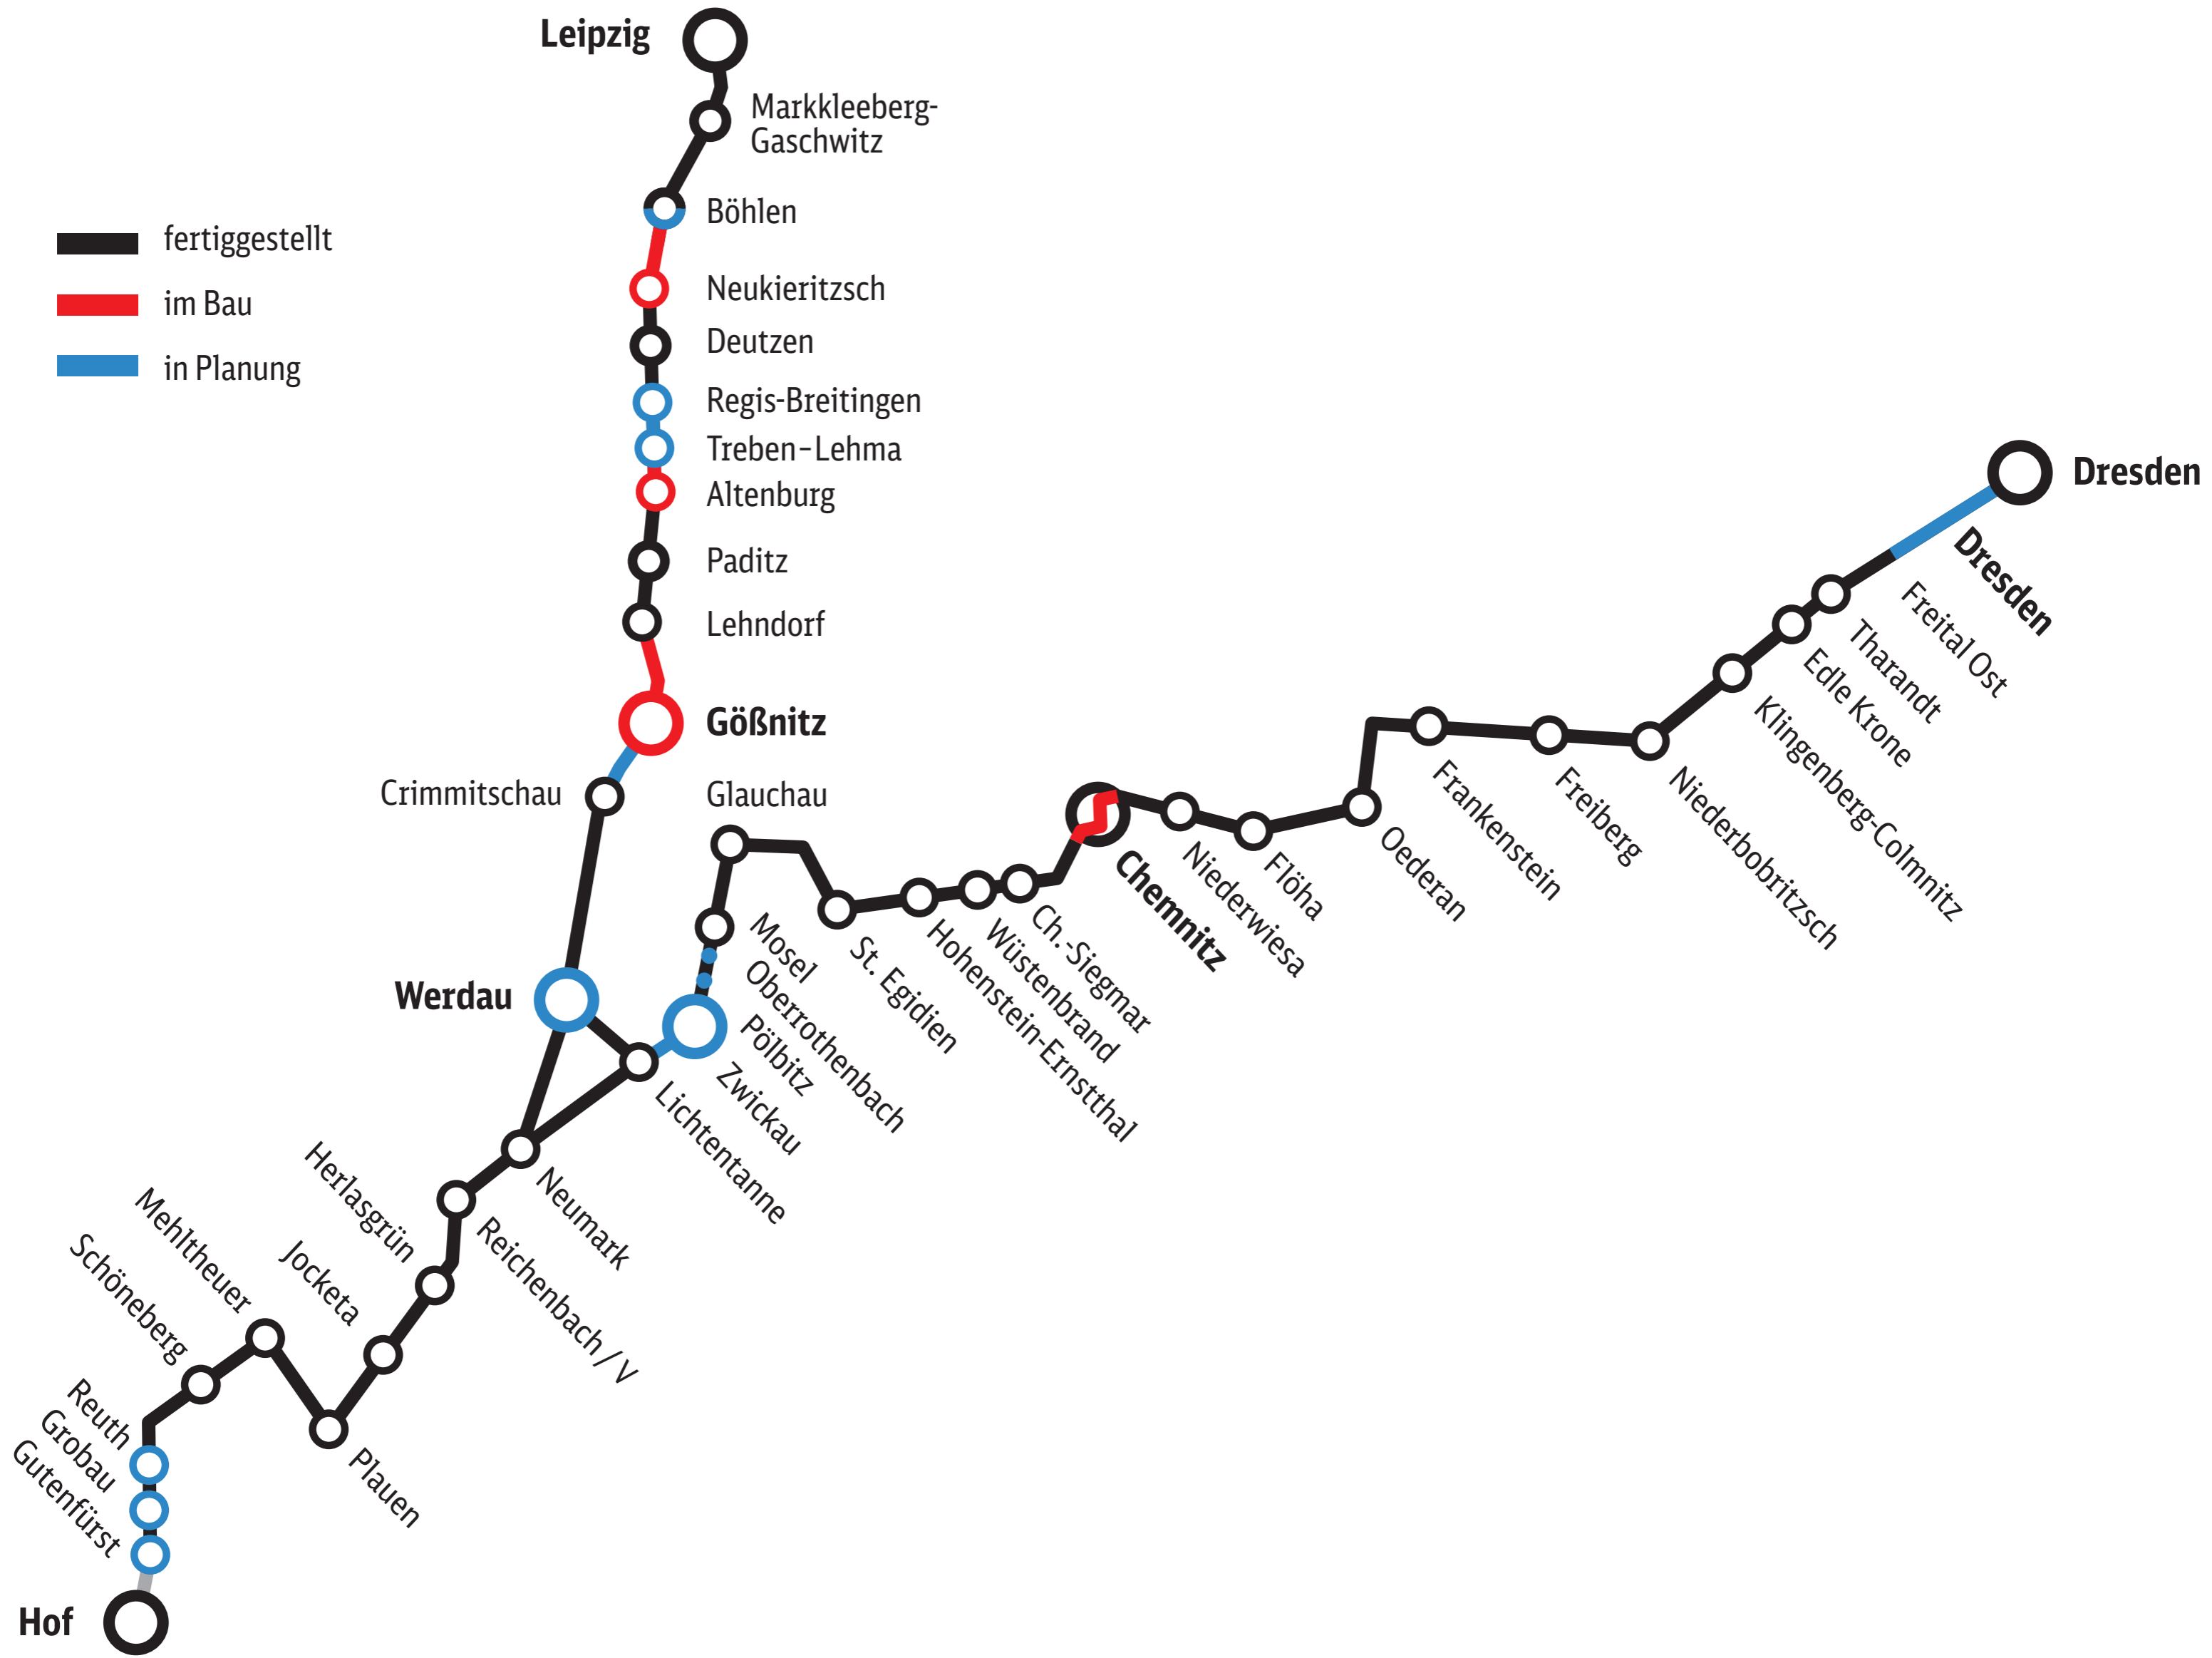 Leipzig
Markkleeberg-
Gaschwitz
Böhlen
fertiggestellt
im Bau
in Planung
Neukieritzsch
Deutzen
Regis-Breitingen
Treben–Lehma
Altenburg
Paditz
Lehndorf
Gößnitz
Crimmitschau
Glauchau
Werdau
Dresden
Dresden
Freital Ost
Tharandt
Edle Krone
Klingenberg-Colmnitz
Niederbobritzsch
Freiberg
Frankenstein
Oederan
Flöha
Niederwiesa
Chemnitz
Ch.-Siegmar
Wüstenbrand
Hohenstein-Ernstthal
St. Egidien
Mosel
Oberrothenbach
Pölbitz
Zwickau
Lichtentanne
Neumark
Reichenbach / V
Herlasgrün
Jocketa
Plauen
Mehltheuer
Schöneberg
Reuth
Grobau
Gutenfürst
Hof